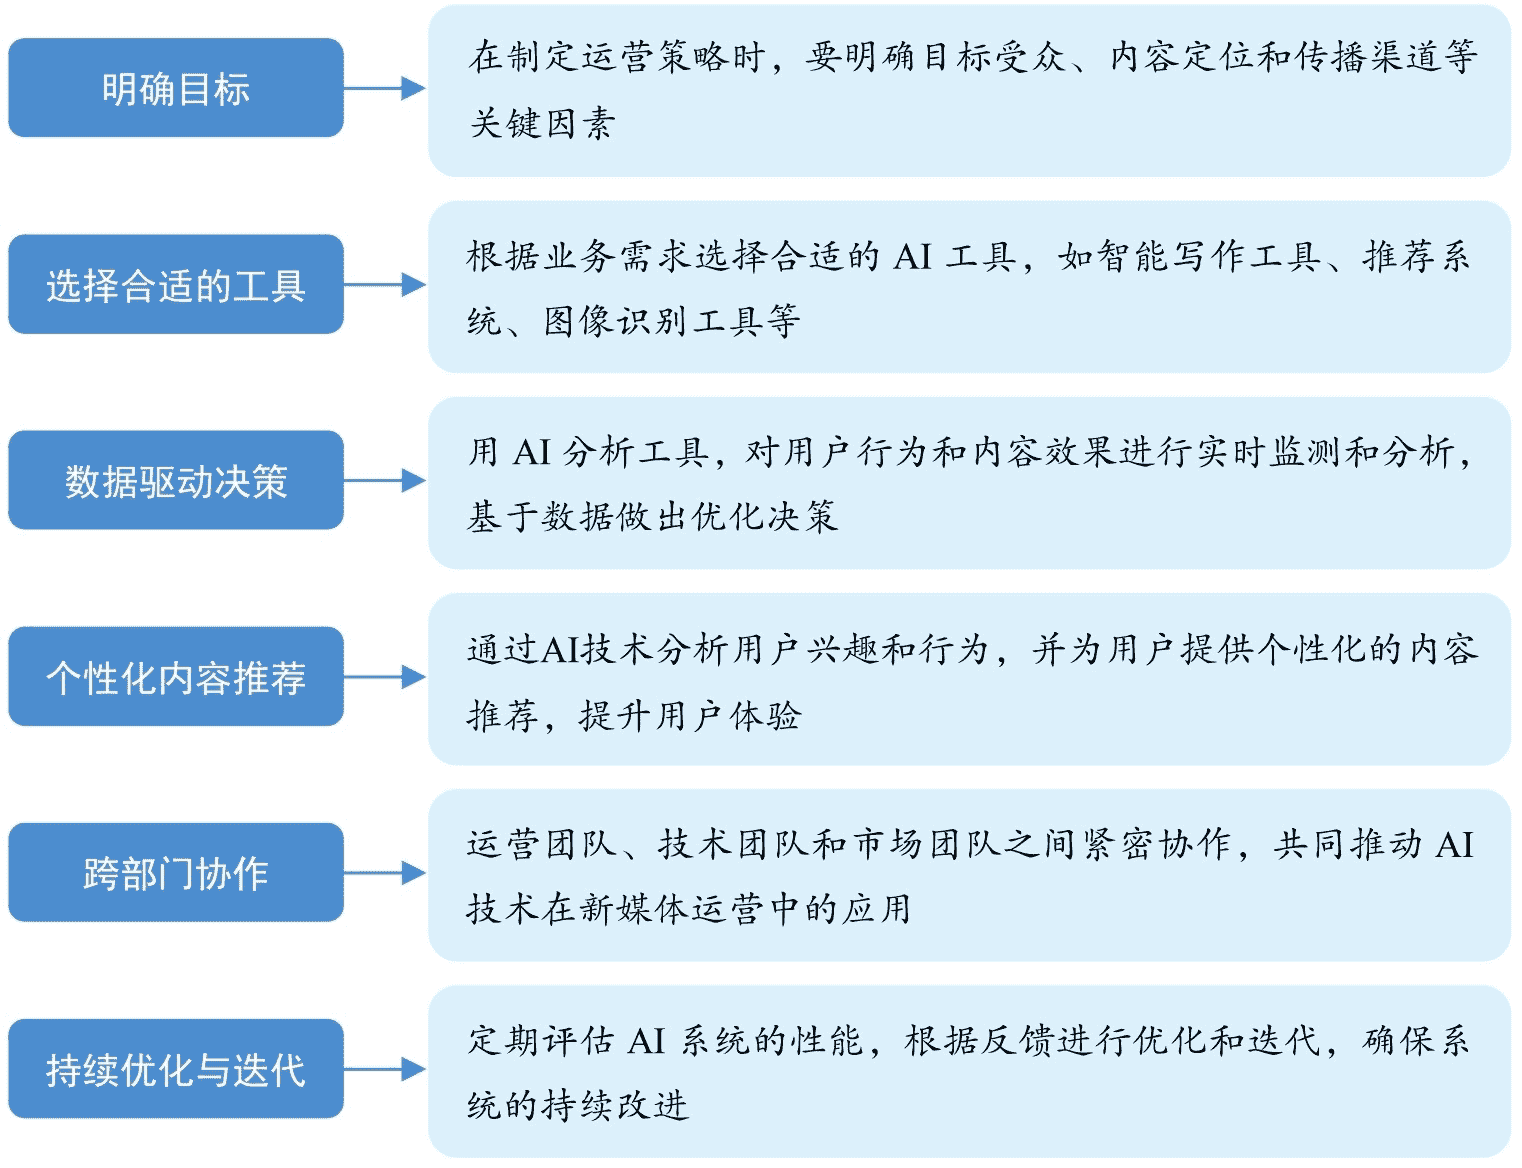 明确目标
在制定运营策略时，要明确目标受众、内容定位和传播渠道等
关键因素
选择合适的工具
根据业务需求选择合适的 AI 工具，如智能写作工具、推荐系
统、图像识别工具等
数据驱动决策
用 AI 分析工具，对用户行为和内容效果进行实时监测和分析，
基于数据做出优化决策
个性化内容推荐
通过AI技术分析用户兴趣和行为，并为用户提供个性化的内容
推荐，提升用户体验
跨部门协作
运营团队、技术团队和市场团队之间紧密协作，共同推动 AI
技术在新媒体运营中的应用
持续优化与迭代
定期评估 AI 系统的性能，根据反馈进行优化和迭代，确保系
统的持续改进